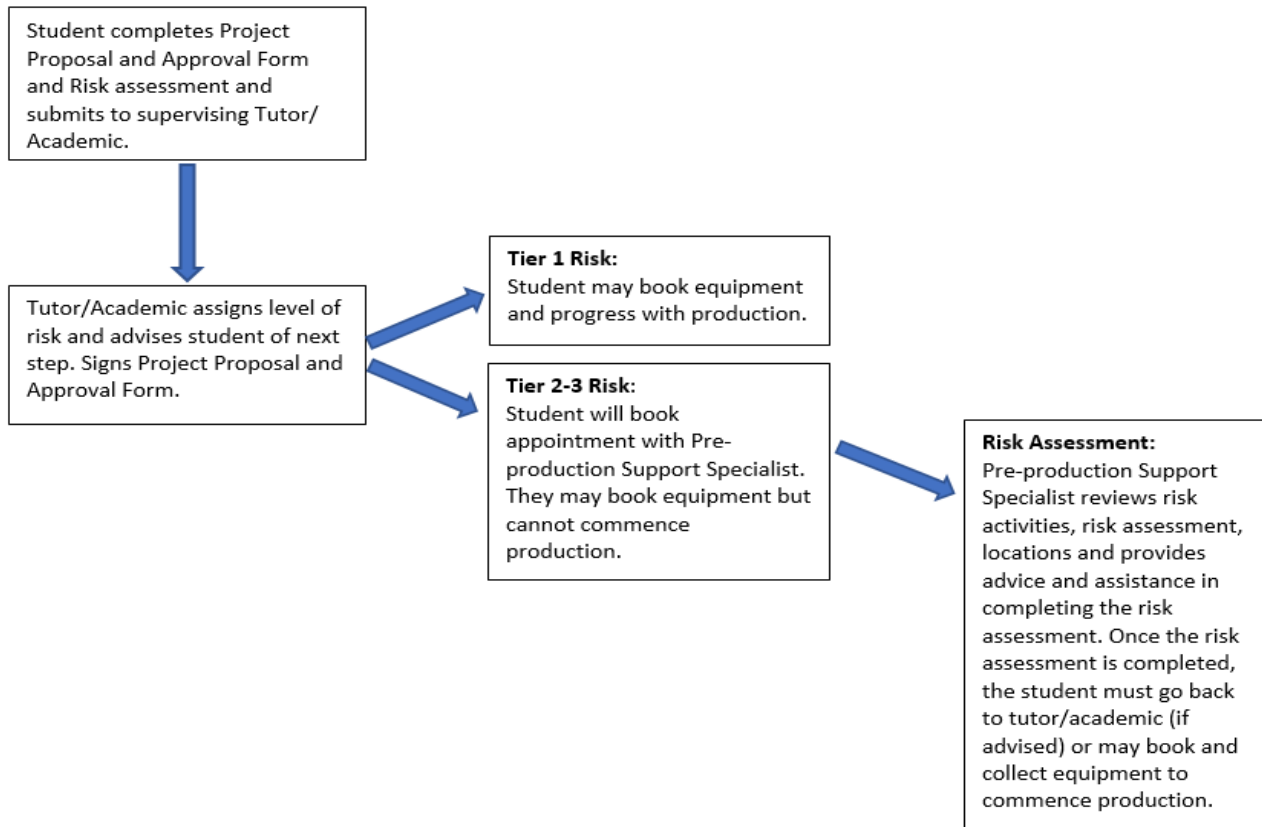 Student completes Project
Proposal and Approval Form
and Risk assessment and
submits to supervising Tutor/
Academic.
Tutor/Academic assigns level of
risk and advises student of next
step. Signs Project Proposal and
Approval Form.
Tier 1 Risk:
Student may book equipment
and progress with production.
Tier 2-3 Risk:
Student will book
appointment with Pre-
production Support Specialist.
They may book equipment but
cannot commence
production.
Risk Assessment:
Pre-production Support
Specialist reviews risk
activities, risk assessment,
locations and provides
advice and assistance in
completing the risk
assessment. Once the risk
assessment is completed,
the student must go back
to tutor/academic (if
advised) or may book and
collect equipment to
commence production.